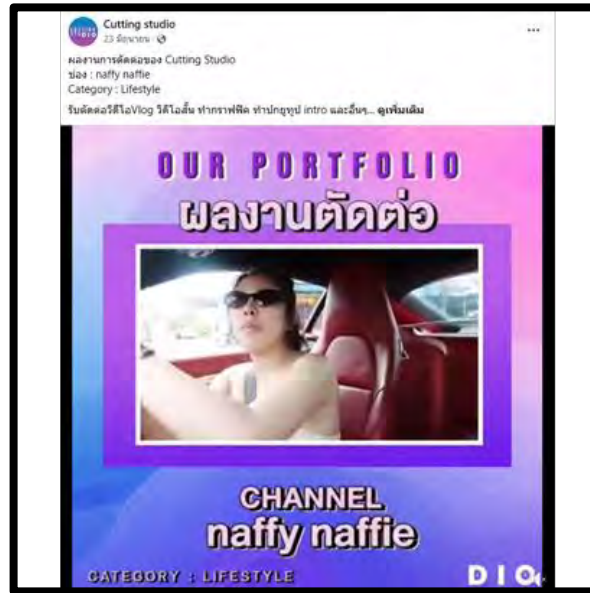 Cutting studio
23 มิถุนายน
ผลงานการตัดต่อของ Cutting Studio
ช่อง : naffy naffie
Category : Lifestyle
รับตัดต่อวิดีโอVlog วิดีโอสั้น ทำกราฟฟิค ทำปกยูทูป intro และอื่นๆ... ดูเพิ่มเติม
OUR PORTFOLIO
ผลงานตัดต่อ
CHANNEL
naffy naffie
CATEGORY : LIFESTYLE
DIO